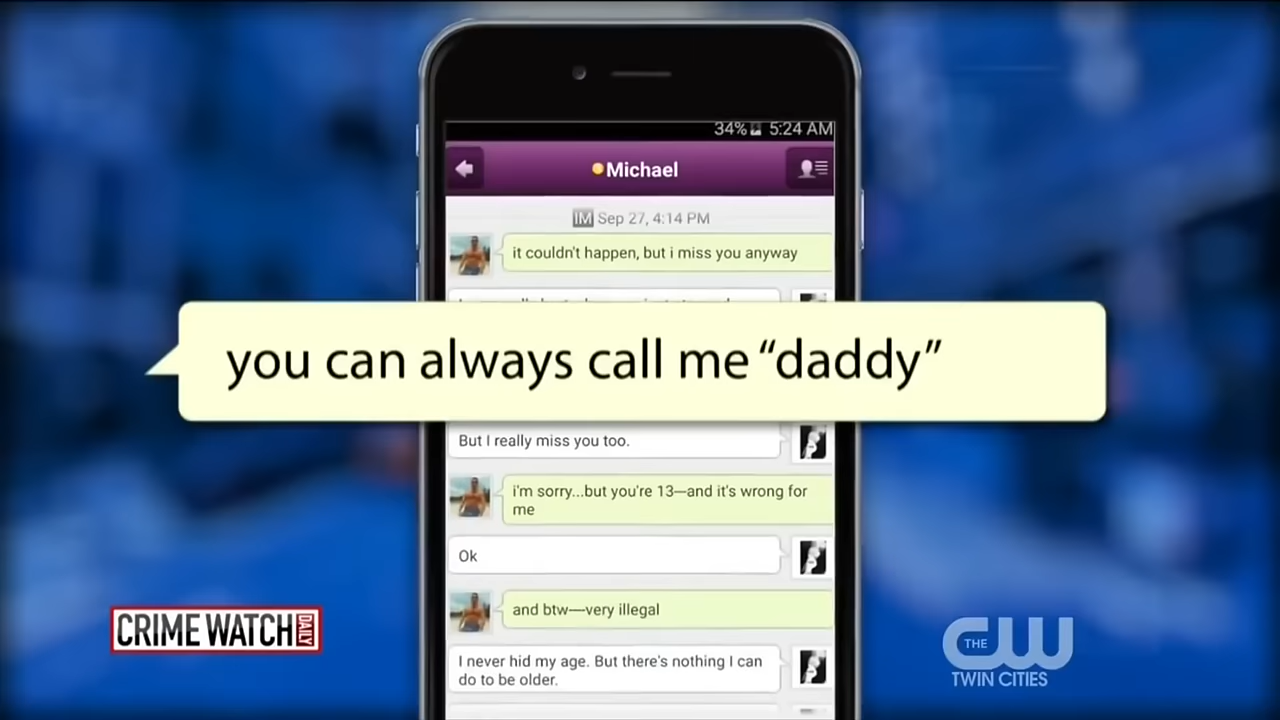 34% 5:24 AM
Michael
IM Sep 27, 4:14 PM
it couldn't happen, but i miss you anyway
you can always call me “daddy”
But I really miss you too.
i'm sorry...but you're 13—and it's wrong for
me
Ok
and btw—very illegal
I never hid my age. But there's nothing I can
do to be older.
CRIME WATCH DAILY
THE CW
TWIN CITIES